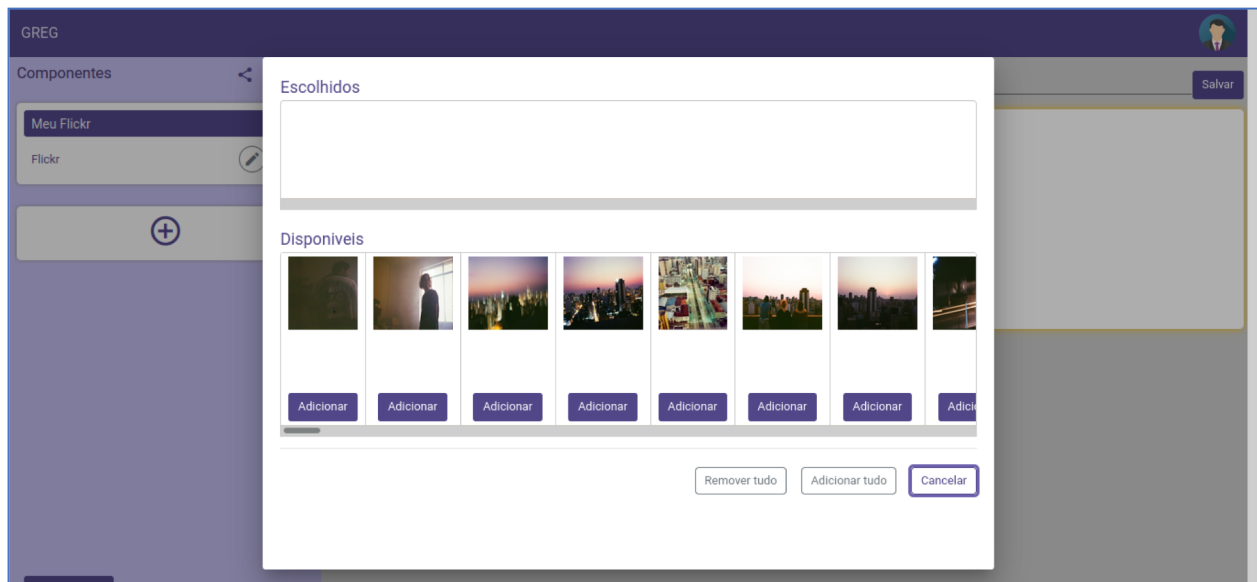 GREG
Componentes
Salvar
Meu Flickr
Flickr
Escolhidos
Disponiveis
Adicionar Adicionar Adicionar Adicionar Adicionar Adicionar Adicionar Adici
Remover tudo Adicionar tudo Cancelar